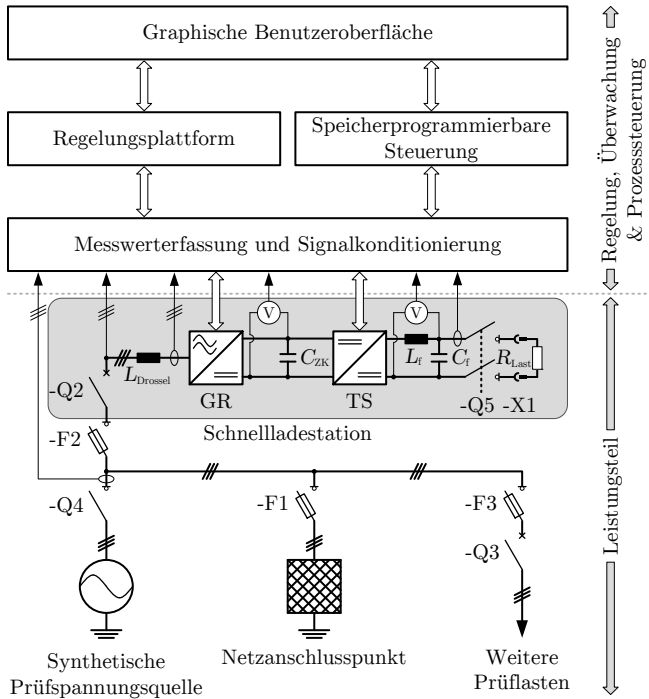 Graphische Benutzeroberfläche
Regelungsplattform
Speicherprogrammierbare
Steuerung
Messwerterfassung und Signalkonditionierung
Regelung, Überwachung
& Prozesssteuerung
V
V
L_Drossel
C_ZK
L_f
C_f
R_Last
-Q2
GR
TS
-Q5
-X1
Schnellladestation
-F2
-Q4
-F1
-F3
-Q3
Leistungsteil
Synthetische
Prüfspannungsquelle
Netzanschlusspunkt
Weitere
Prüflasten